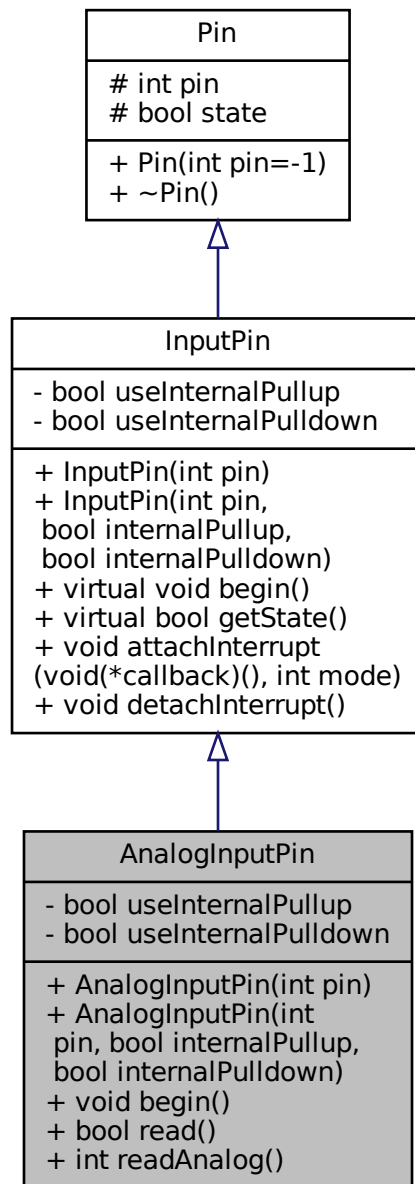 Pin
# int pin
# bool state
+ Pin(int pin=-1)
+ ~Pin()
InputPin
- bool useInternalPullup
- bool useInternalPulldown
+ InputPin(int pin)
+ InputPin(int pin,
bool internalPullup,
bool internalPulldown)
+ virtual void begin()
+ virtual bool getState()
+ void attachInterrupt
(void(*callback)(), int mode)
+ void detachInterrupt()
AnalogInputPin
- bool useInternalPullup
- bool useInternalPulldown
+ AnalogInputPin(int pin)
+ AnalogInputPin(int
pin, bool internalPullup,
bool internalPulldown)
+ void begin()
+ bool read()
+ int readAnalog()